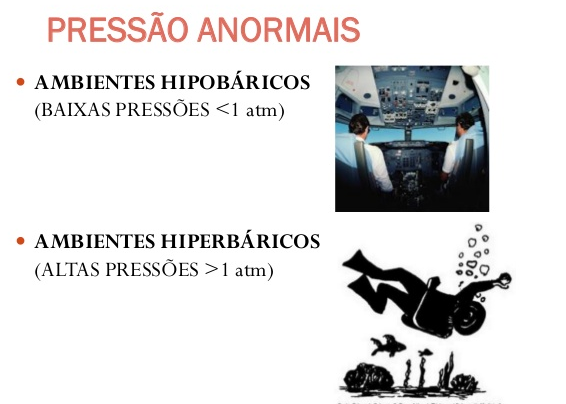 PRESSÃO ANORMAIS
• AMBIENTES HIPOBÁRICOS
(BAIXAS PRESSÕES <1 atm)
• AMBIENTES HIPERBÁRICOS
(ALTAS PRESSÕES >1 atm)